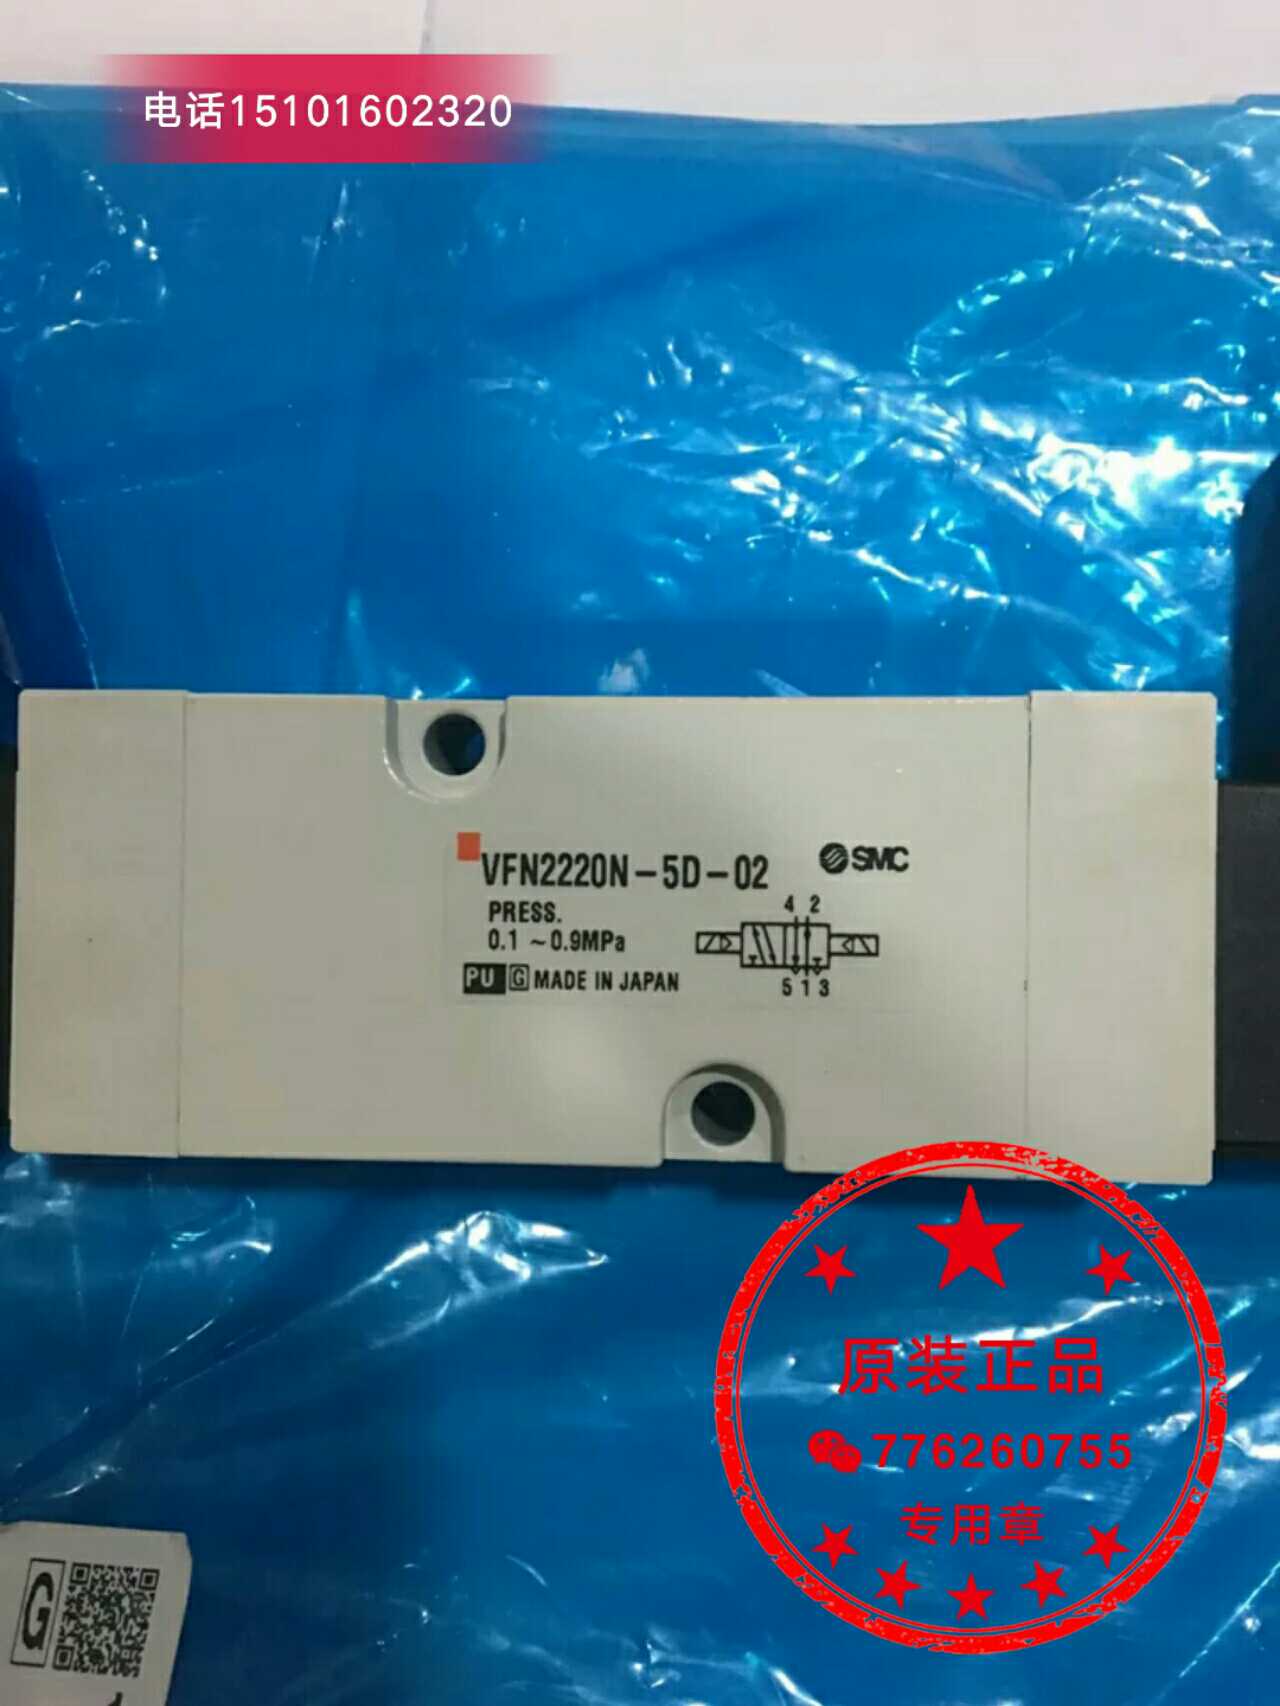 电话15101602320
VFN2220N-5D-02
SMC
PRESS.
0.1 ~0.9MPa
PU G MADE IN JAPAN
4 2
5 1 3
原装正品
776260755
专用章
G